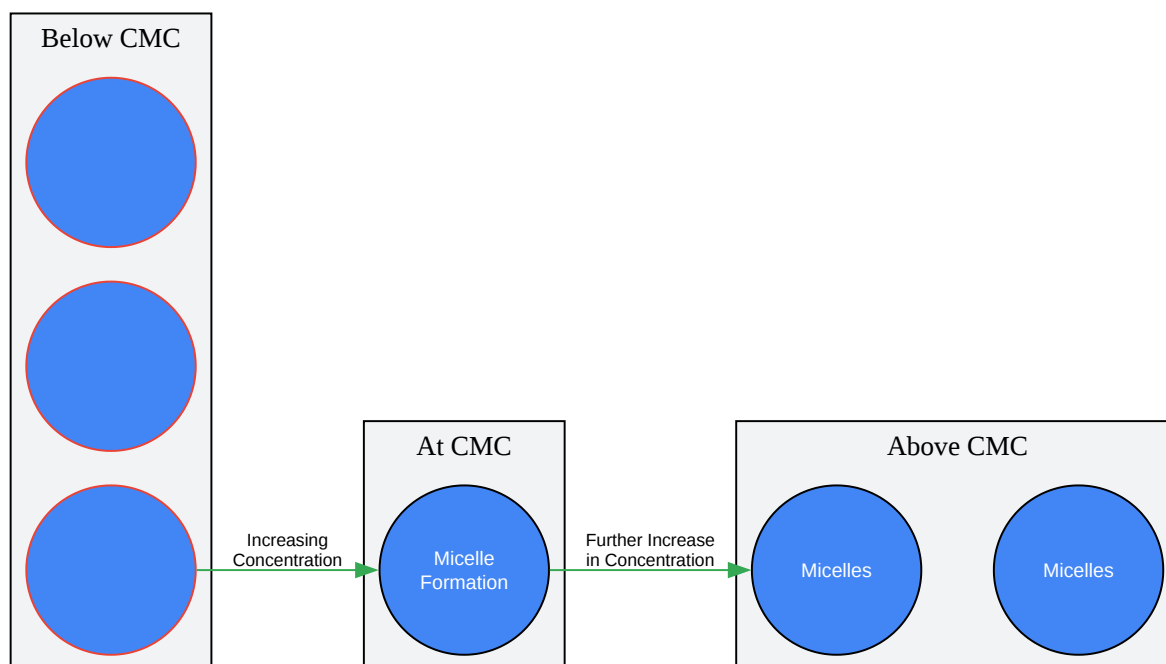 Below CMC
At CMC
Above CMC
Increasing
Concentration
Micelle
Formation
Further Increase
in Concentration
Micelles
Micelles